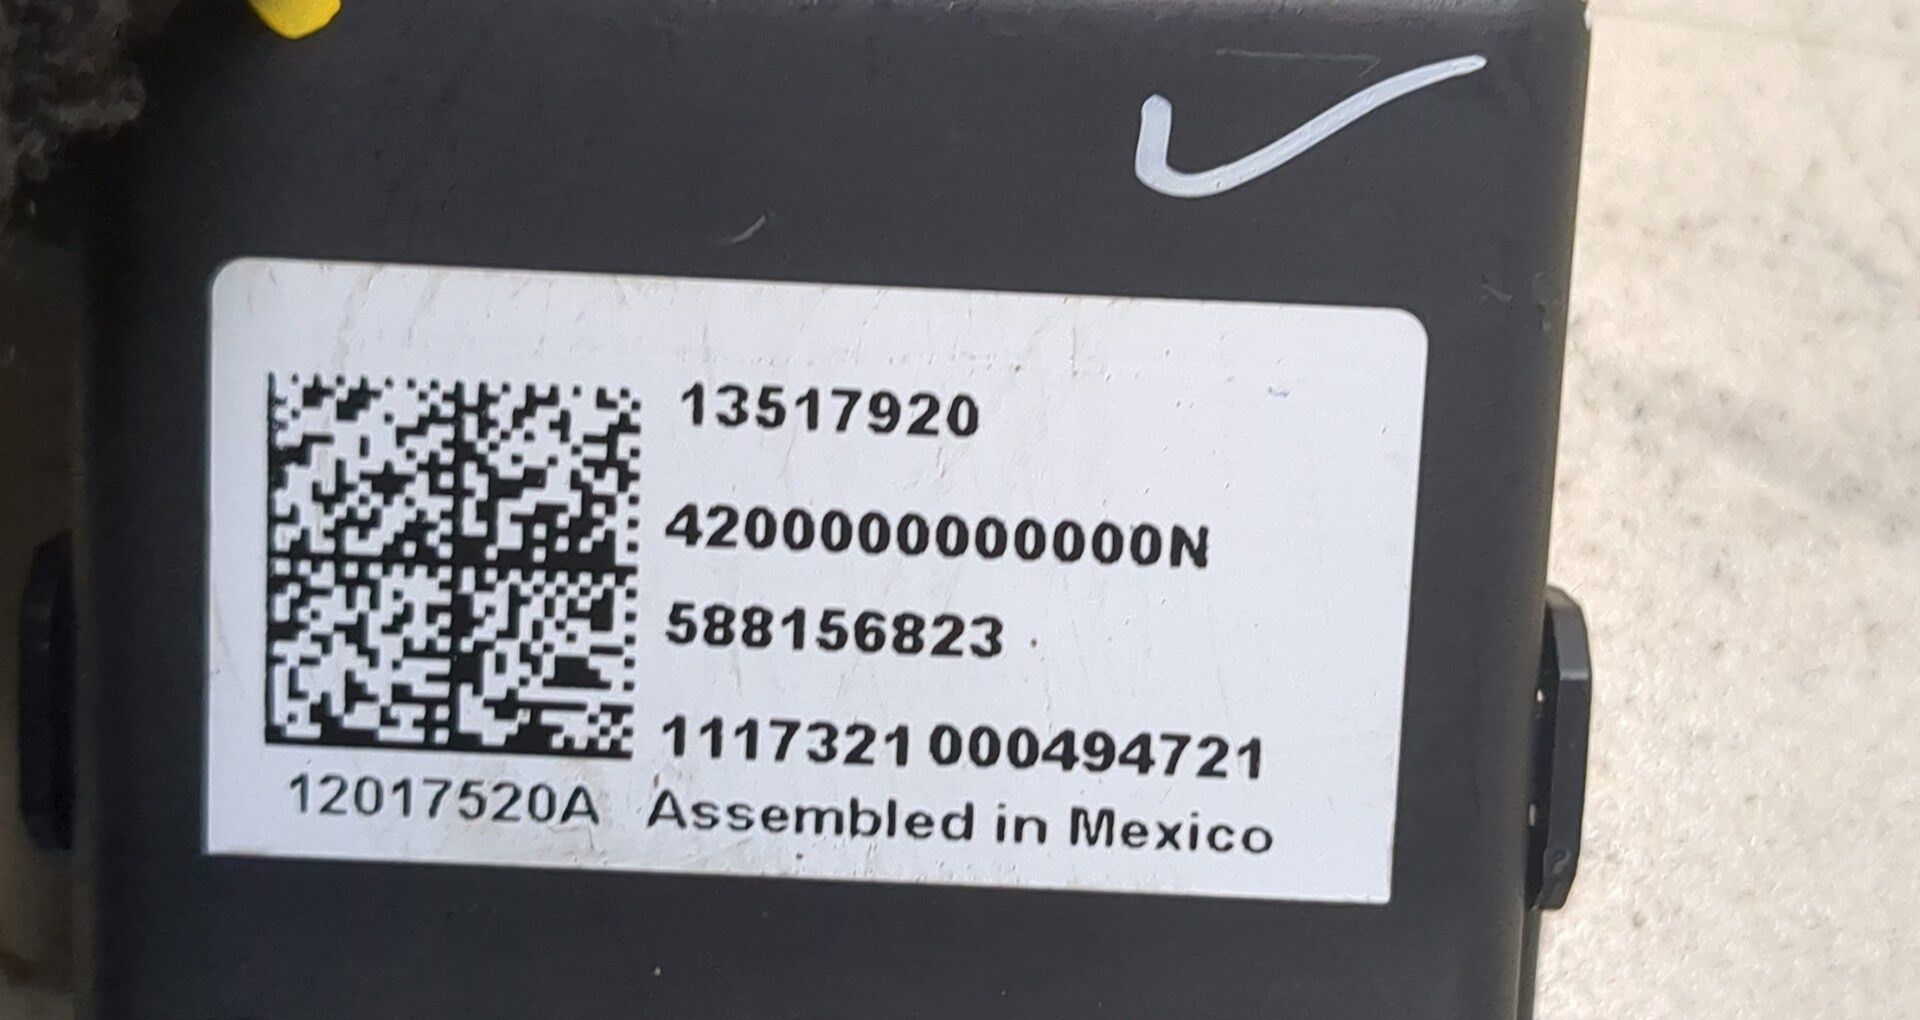 13517920
4200000000000N
588156823
1117321000494721
12017520A Assembled in Mexico